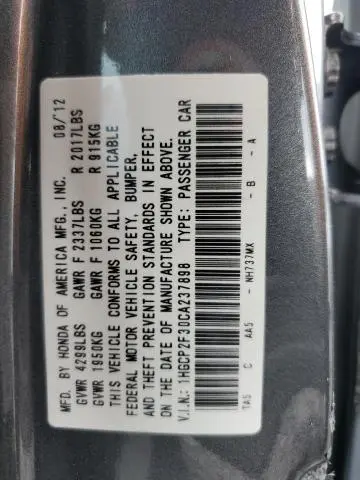 MFD. BY HONDA OF AMERICA MFG., INC. 08/'12
GVWR 4299LBS GAWR F 2337LBS R 2017LBS
GVWR 1950KG GAWR F 1060KG R 915KG
THIS VEHICLE CONFORMS TO ALL APPLICABLE
FEDERAL MOTOR VEHICLE SAFETY, BUMPER,
AND THEFT PREVENTION STANDARDS IN EFFECT
ON THE DATE OF MANUFACTURE SHOWN ABOVE.
V.I.N.: 1HGCP2F30CA237898 TYPE: PASSENGER CAR
TA5 C AA5 - NH737MX - B - A